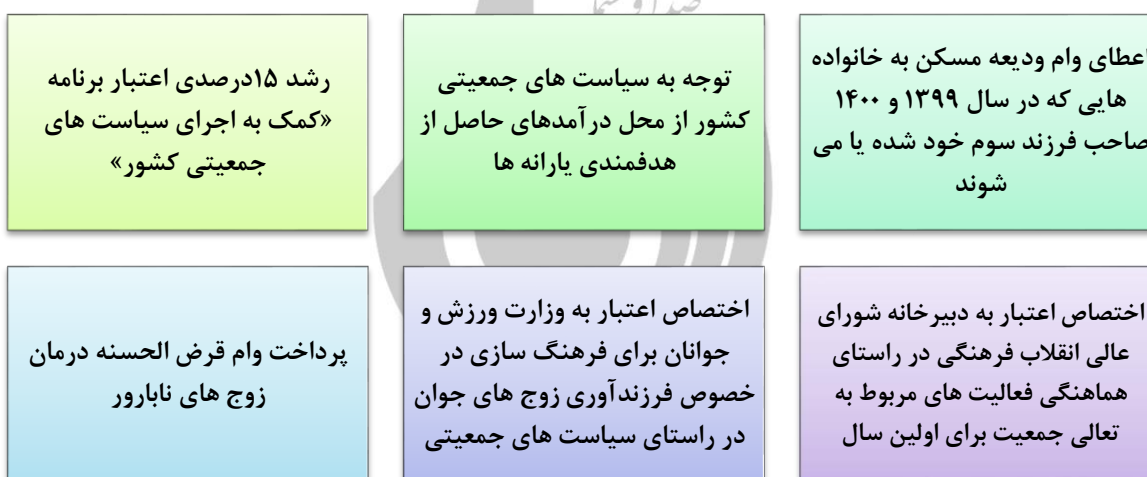 صدا و سیما
اعطای وام ودیعه مسکن به خانواده
هایی که در سال ۱۳۹۹ و ۱۴۰۰
صاحب فرزند سوم خود شده یا می
شوند
توجه به سیاست های جمعیتی
کشور از محل درآمدهای حاصل از
هدفمندی یارانه ها
رشد ۱۵درصدی اعتبار برنامه
«کمک به اجرای سیاست های
جمعیتی کشور»
اختصاص اعتبار به دبیرخانه شورای
عالی انقلاب فرهنگی در راستای
هماهنگی فعالیت های مربوط به
تعالی جمعیت برای اولین سال
اختصاص اعتبار به وزارت ورزش و
جوانان برای فرهنگ سازی در
خصوص فرزندآوری زوج های جوان
در راستای سیاست های جمعیتی
پرداخت وام قرض الحسنه درمان
زوج های نابارور